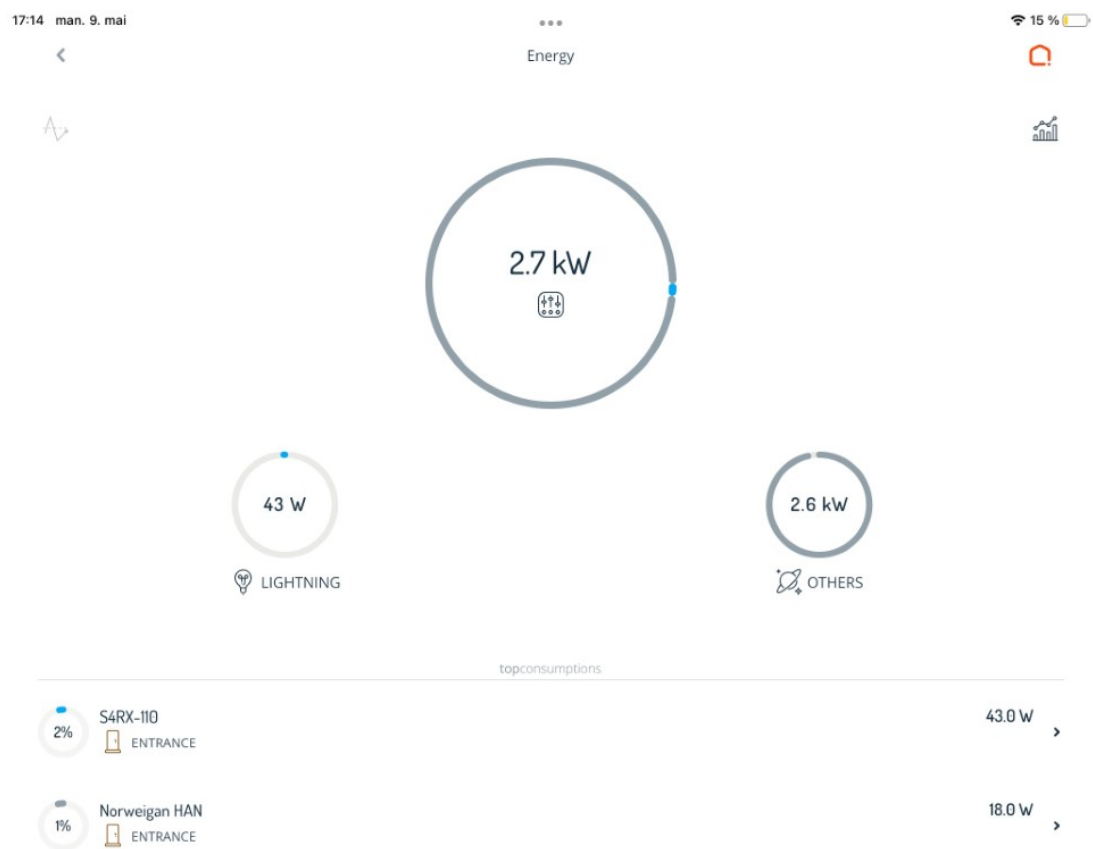 17:14 man. 9. mai 15 %
Energy
2.7 kW
43 W
2.6 kW
LIGHTNING
OTHERS
topconsumptions
2%
S4RX-110
ENTRANCE
43.0 W
1%
Norweigan HAN
ENTRANCE
18.0 W